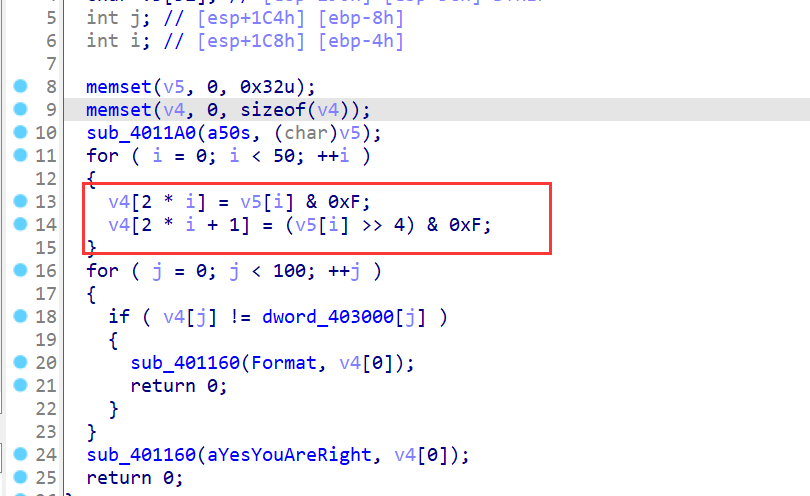 5 int j; // [esp+1C4h] [ebp-8h]
6 int i; // [esp+1C8h] [ebp-4h]
7
8 memset(v5, 0, 0x32u);
9 memset(v4, 0, sizeof(v4));
10 sub_4011A0(a50s, (char)v5);
11 for ( i = 0; i < 50; ++i )
12 {
13 v4[2 * i] = v5[i] & 0xF;
14 v4[2 * i + 1] = (v5[i] >> 4) & 0xF;
15 }
16 for ( j = 0; j < 100; ++j )
17 {
18 if ( v4[j] != dword_403000[j] )
19 {
20 sub_401160(Format, v4[0]);
21 return 0;
22 }
23 }
24 sub_401160(aYesYouAreRight, v4[0]);
25 return 0;